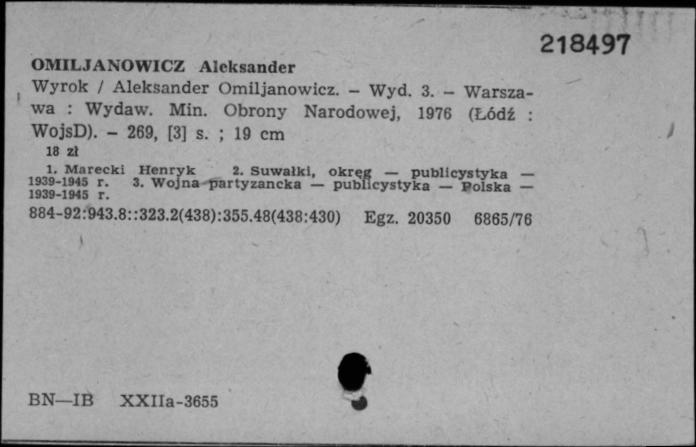 218497
OMILJANOWICZ Aleksander
Wyrok / Aleksander Omiljanowicz. – Wyd. 3. – Warsza-
wa : Wydaw. Min. Obrony Narodowej, 1976 (Łódź :
WojsD). – 269, [3] s. ; 19 cm
18 zł
1. Marecki Henryk 2. Suwałki, okręg — publicystyka —
1939-1945 r. 3. Wojna partyzancka — publicystyka — Polska —
1939-1945 r.
884-92:943.8::323.2(438):355.48(438:430) Egz. 20350 6865/76
BN—IB XXIIa-3655